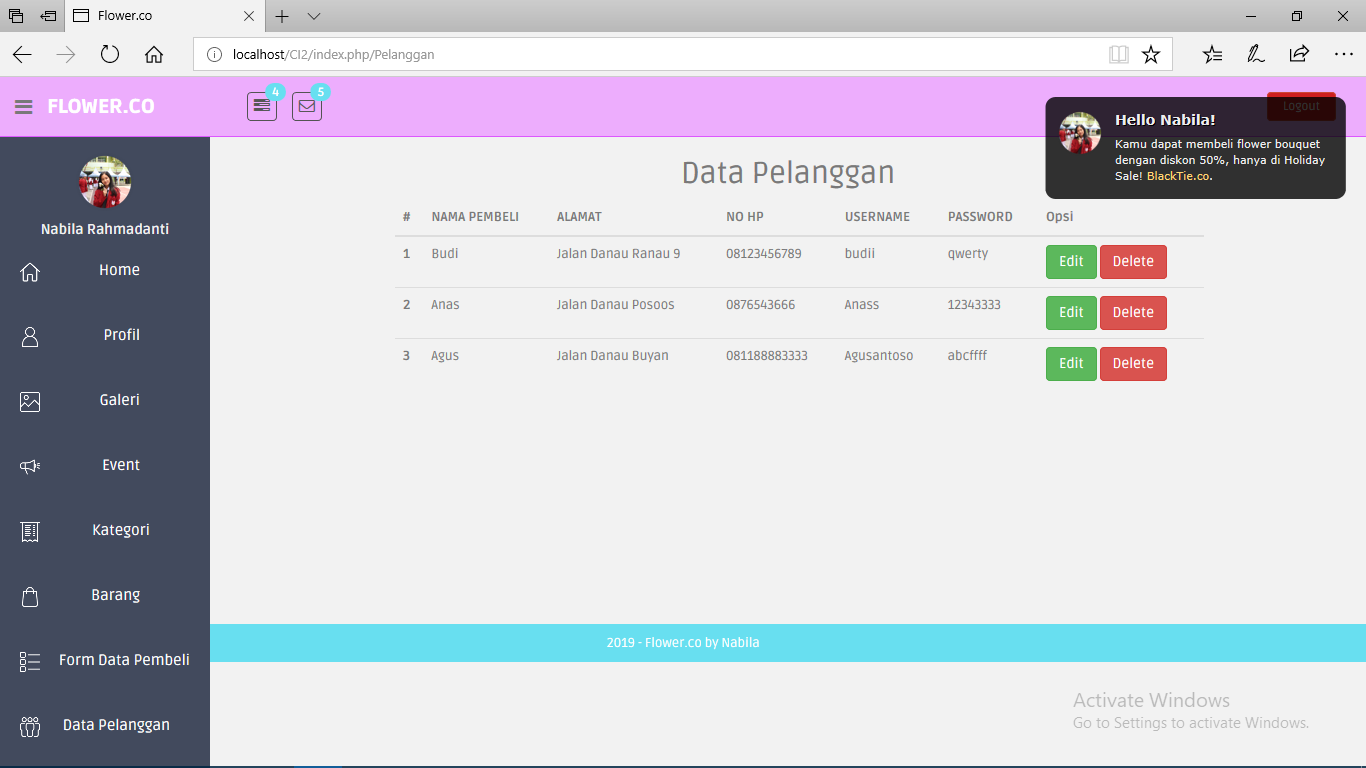 Flower.co
localhost/CI2/index.php/Pelanggan
FLOWER.CO
4
5
Logout
Hello Nabila!
Kamu dapat membeli flower bouquet
dengan diskon 50%, hanya di Holiday
Sale! BlackTie.co.
Nabila Rahmadanti
Home
Profil
Galeri
Event
Kategori
Barang
Form Data Pembeli
Data Pelanggan
Data Pelanggan
# NAMA PEMBELI ALAMAT NO HP USERNAME PASSWORD Opsi
1 Budi Jalan Danau Ranau 9 08123456789 budii qwerty Edit Delete
2 Anas Jalan Danau Posoos 0876543666 Anass 12343333 Edit Delete
3 Agus Jalan Danau Buyan 081188883333 Agusantoso abcffff Edit Delete
2019 - Flower.co by Nabila
Activate Windows
Go to Settings to activate Windows.